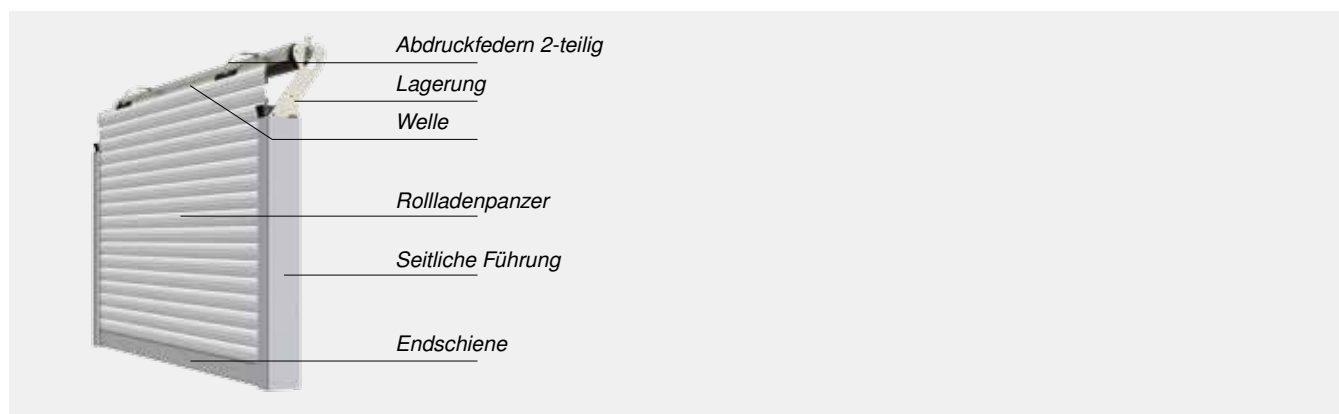 Abdruckfedern 2-teilig
Lagerung
Welle
Rollladenpanzer
Seitliche Führung
Endschiene